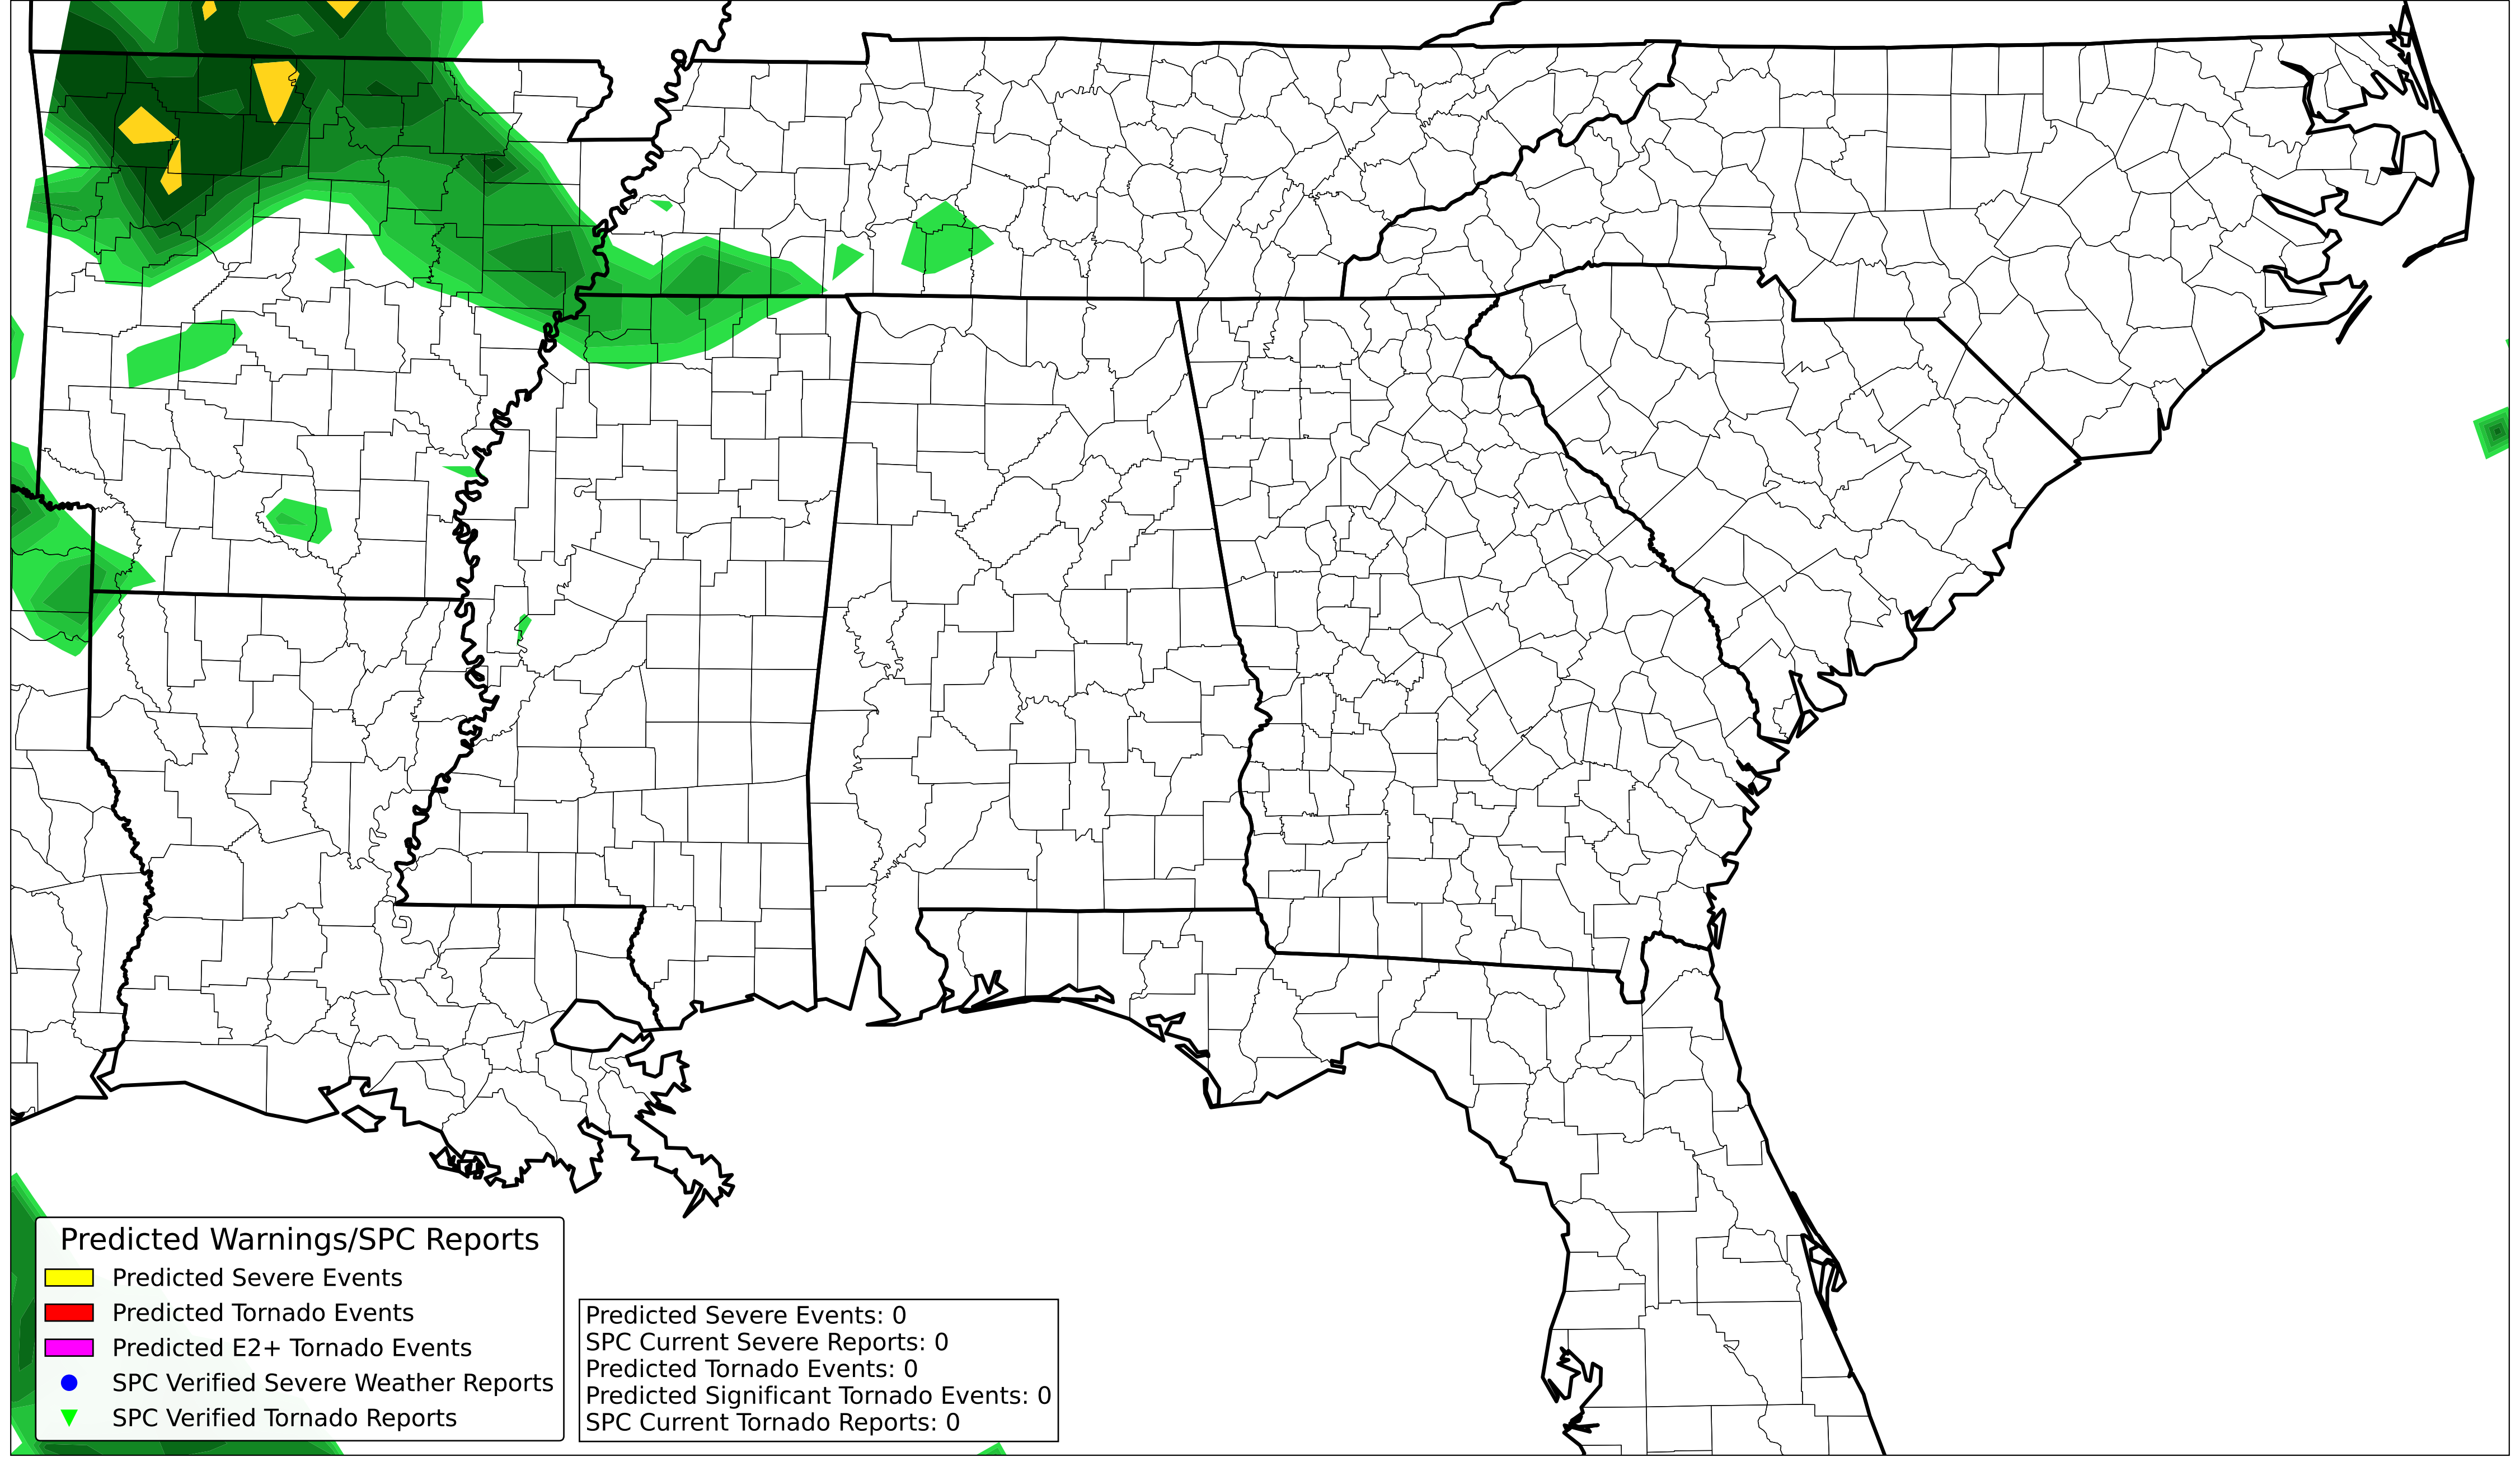 Predicted Warnings/SPC Reports
Predicted Severe Events
Predicted Tornado Events
Predicted E2+ Tornado Events
SPC Verified Severe Weather Reports
SPC Verified Tornado Reports
Predicted Severe Events: 0
SPC Current Severe Reports: 0
Predicted Tornado Events: 0
Predicted Significant Tornado Events: 0
SPC Current Tornado Reports: 0